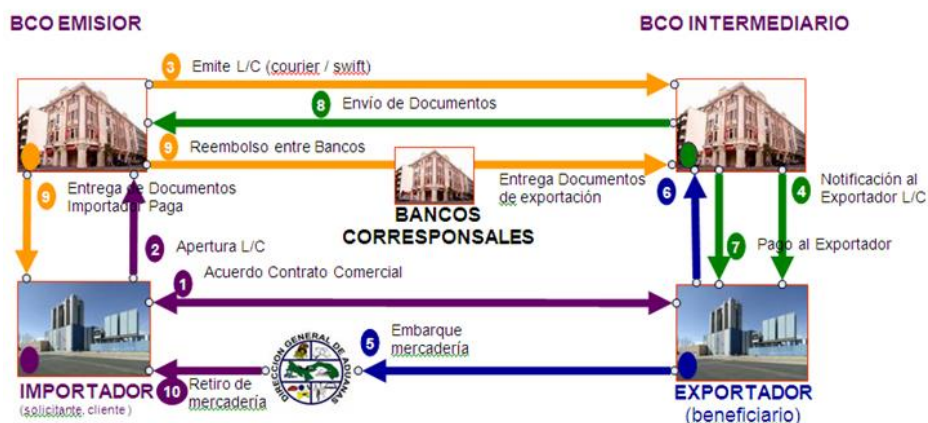 BCO EMISIOR
BCO INTERMEDIARIO
3 Emite L/C (courier / swift)
8 Envío de Documentos
9 Reembolso entre Bancos
9 Entrega de Documentos
Importador Paga
Entrega Documentos
de exportación
6
4 Notificación al
Exportador L/C
BANCOS
CORRESPONSALES
2 Apertura L/C
7 Pago al Exportador
1 Acuerdo Contrato Comercial
5 Embarque
mercadería
DIRECCION GENERAL DE ADUANAS
IMPORTADOR
(solicitante, cliente)
10 Retiro de
mercadería
EXPORTADOR
(beneficiario)